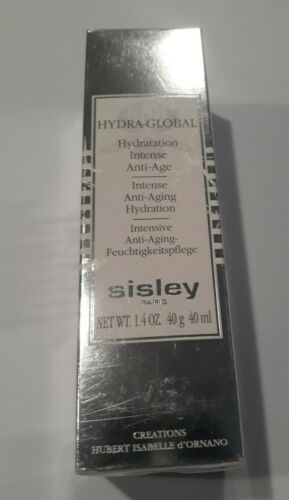 HYDRA-GLOBAL
Hydratation
Intense
Anti-Age
Intense
Anti-Aging
Hydration
Intensive
Anti-Aging-
Feuchtigkeitspflege
sisley
PARIS
NET WT. 1.4 OZ. 40 g 40 ml
CREATIONS
HUBERT ISABELLE d'ORNANO